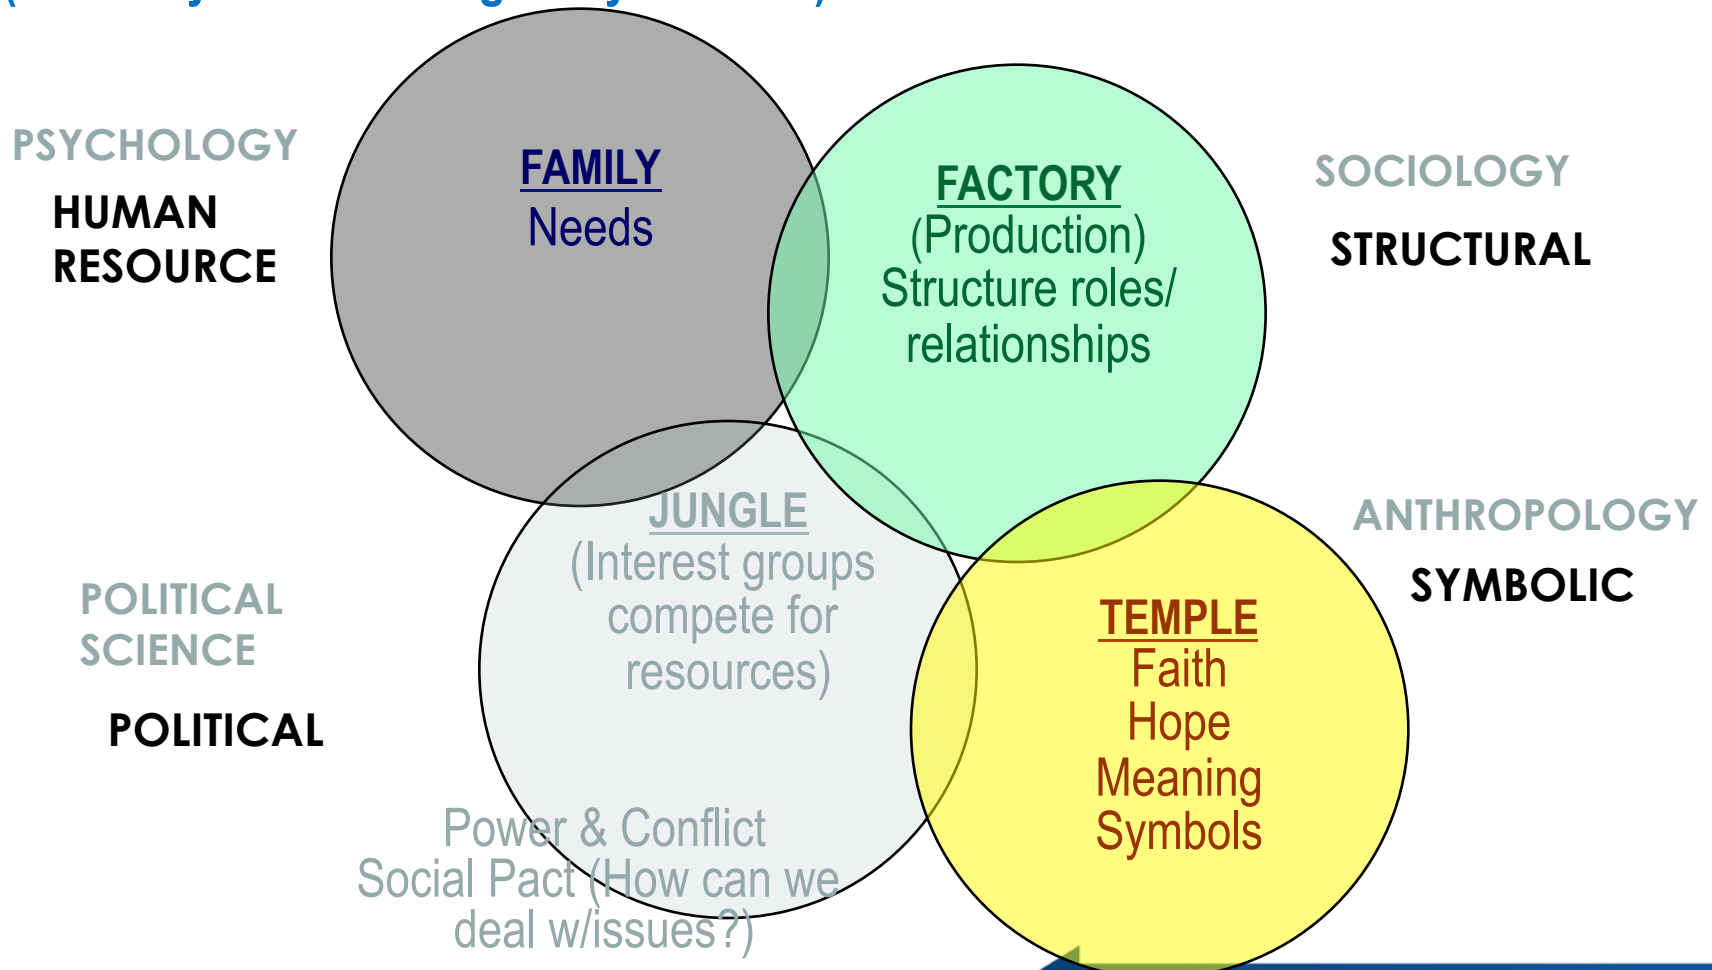 PSYCHOLOGY
HUMAN
RESOURCE
FAMILY
Needs
FACTORY
(Production)
Structure roles/
relationships
SOCIOLOGY
STRUCTURAL
POLITICAL
SCIENCE
POLITICAL
JUNGLE
(Interest groups
compete for
resources)
Power & Conflict
Social Pact (How can we
deal w/issues?)
TEMPLE
Faith
Hope
Meaning
Symbols
ANTHROPOLOGY
SYMBOLIC